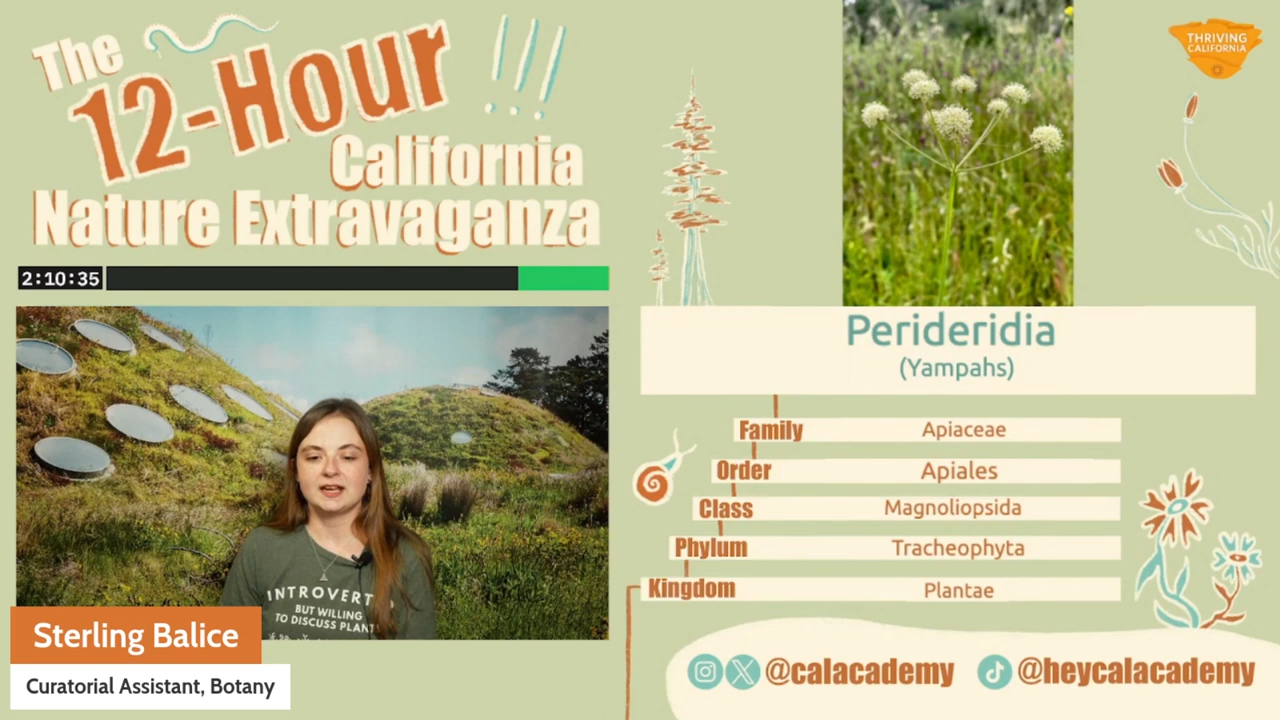 The
12-Hour
!!!
California
Nature Extravaganza
2:10:35
INTROVERT
BUT WILLING
TO DISCUSS PLANT
Sterling Balice
Curatorial Assistant, Botany
THRIVING
CALIFORNIA
Perideridia
(Yampahs)
Family Apiaceae
Order Apiales
Class Magnoliopsida
Phylum Tracheophyta
Kingdom Plantae
@calacademy @heycalacademy